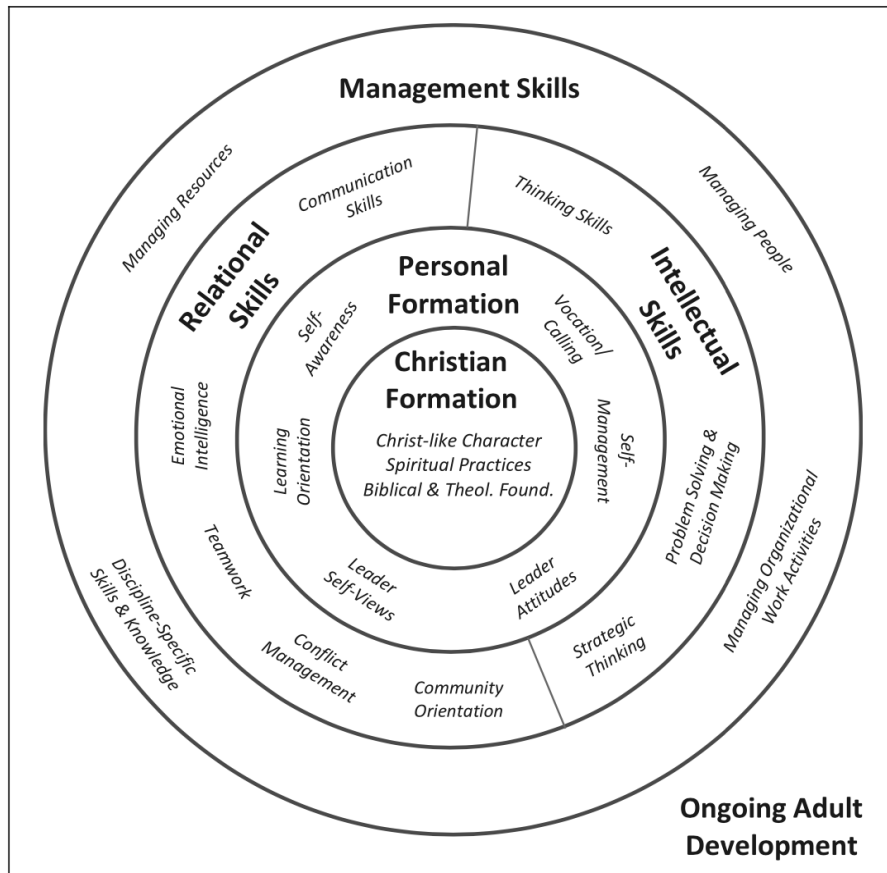 Management Skills
Managing Resources
Managing People
Communication
Skills
Thinking Skills
Relational
Skills
Intellectual
Skills
Personal
Formation
Self-
Awareness
Vocation/
Calling
Christian
Formation
Christ-like Character
Spiritual Practices
Biblical & Theol. Found.
Emotional
Intelligence
Learning
Orientation
Self-
Management
Problem Solving &
Decision Making
Managing Organizational
Work Activities
Teamwork
Leader
Self-Views
Leader
Attitudes
Discipline-Specific
Skills & Knowledge
Conflict
Management
Community
Orientation
Strategic
Thinking
Ongoing Adult
Development